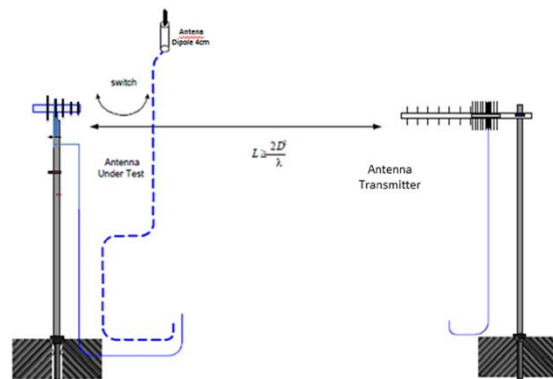 Antena
Dipole 4cm
switch
Antenna
Under Test
L ≥ 2D²/λ
Antenna
Transmitter